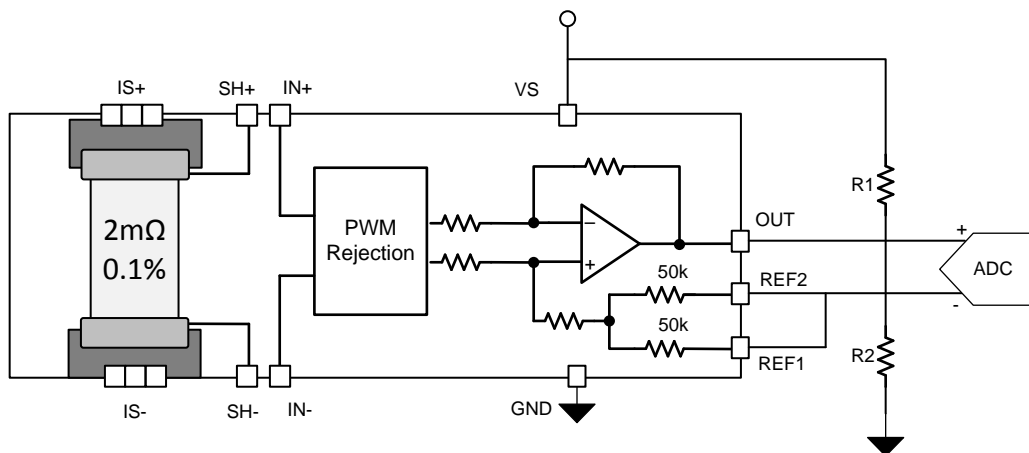 IS+
SH+
IN+
VS
2mΩ
0.1%
PWM
Rejection
−
+
50k
50k
OUT
REF2
REF1
R1
R2
+
-
ADC
IS-
SH-
IN-
GND